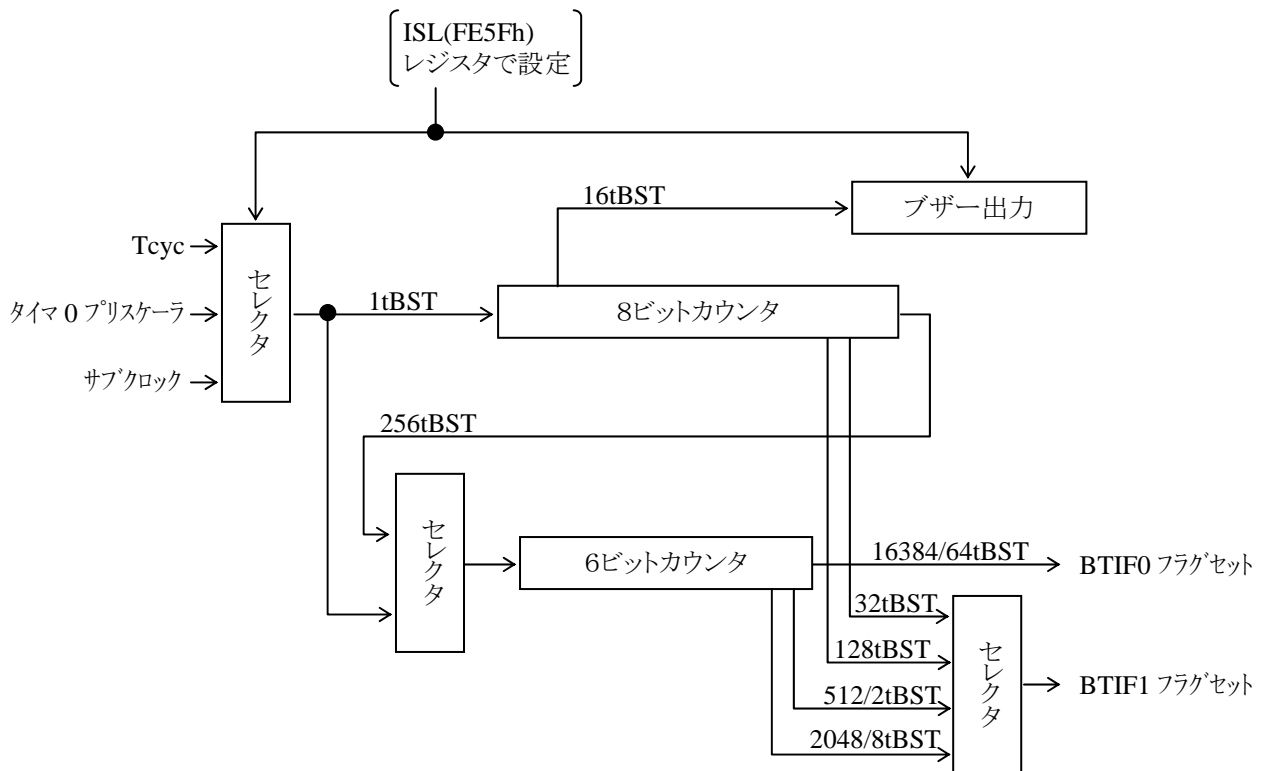 ISL(FE5Fh)
レジスタで設定
16tBST
ブザー出力
Tcyc
セレクタ
タイマ 0 プリスケーラ
1tBST
8ビットカウンタ
サブクロック
256tBST
セレクタ
6ビットカウンタ
16384/64tBST
BTIF0 フラグセット
32tBST
128tBST
セレクタ
BTIF1 フラグセット
512/2tBST
2048/8tBST